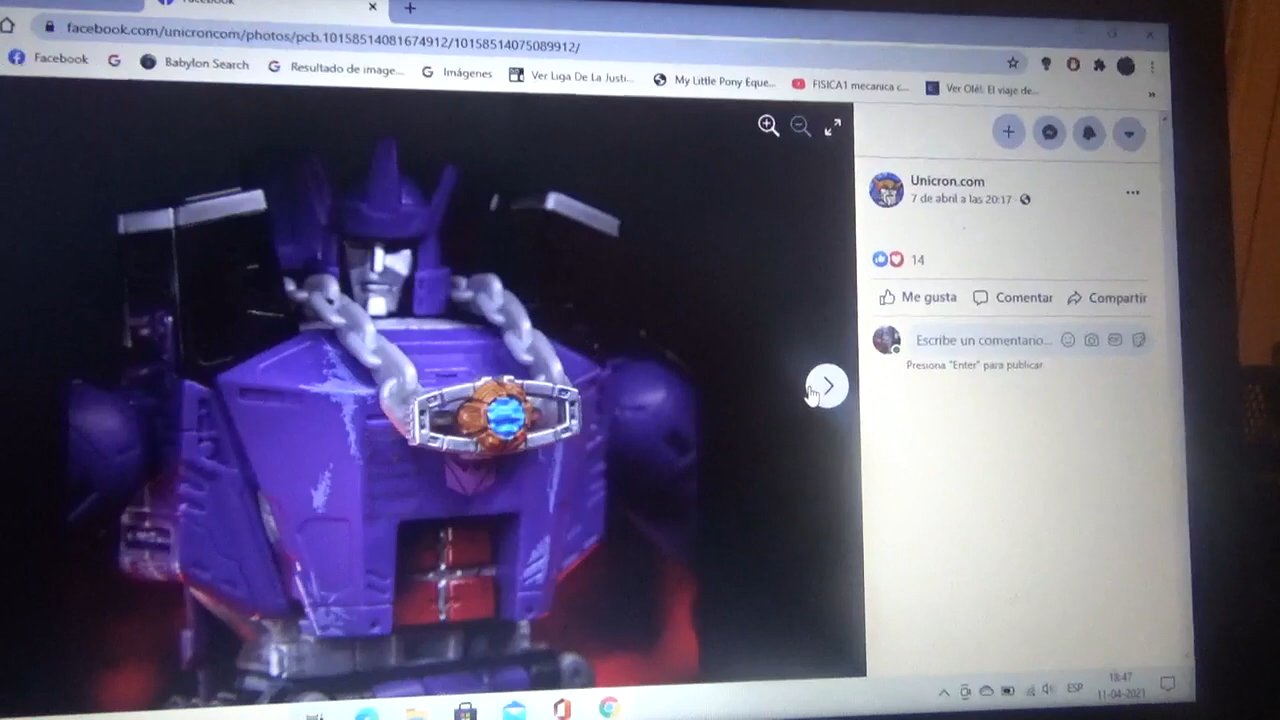 facebook.com/unicroncom/photos/pcb.10158514081674912/10158514075089912/
Facebook
Babylon Search
Resultado de image...
Imágenes
Ver Liga De La Justi...
My Little Pony Eque...
FISICA1 mecanica c...
Ver Olé!. El viaje de...
»
Unicron.com
7 de abril a las 20:17
14
Me gusta
Comentar
Compartir
Escribe un comentario...
Presiona "Enter" para publicar
ESP
18:47
11-04-2021